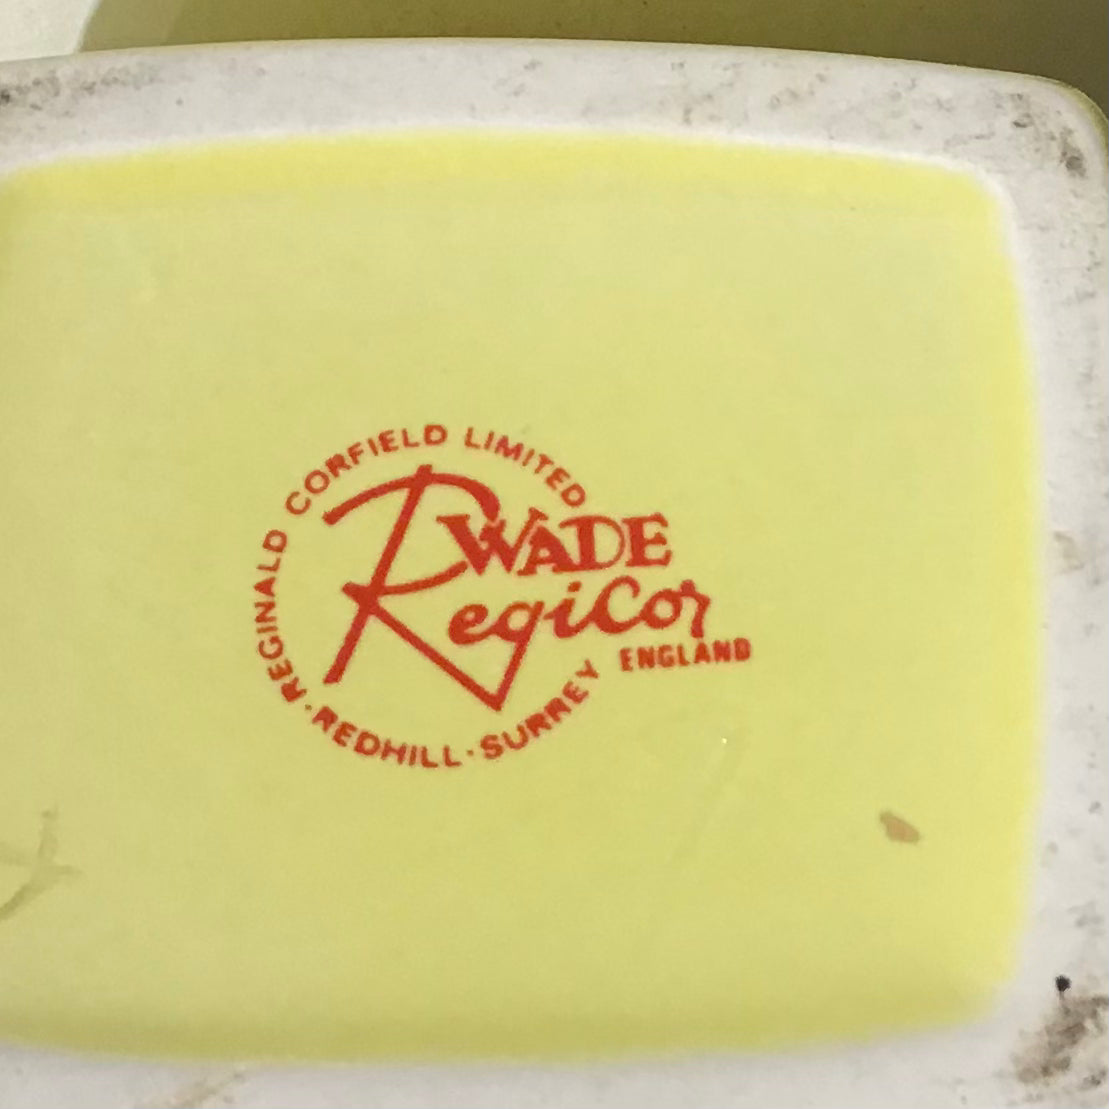 REGINALD CORFIELD LIMITED
WADE
RegiCor
ENGLAND
· REDHILL · SURREY